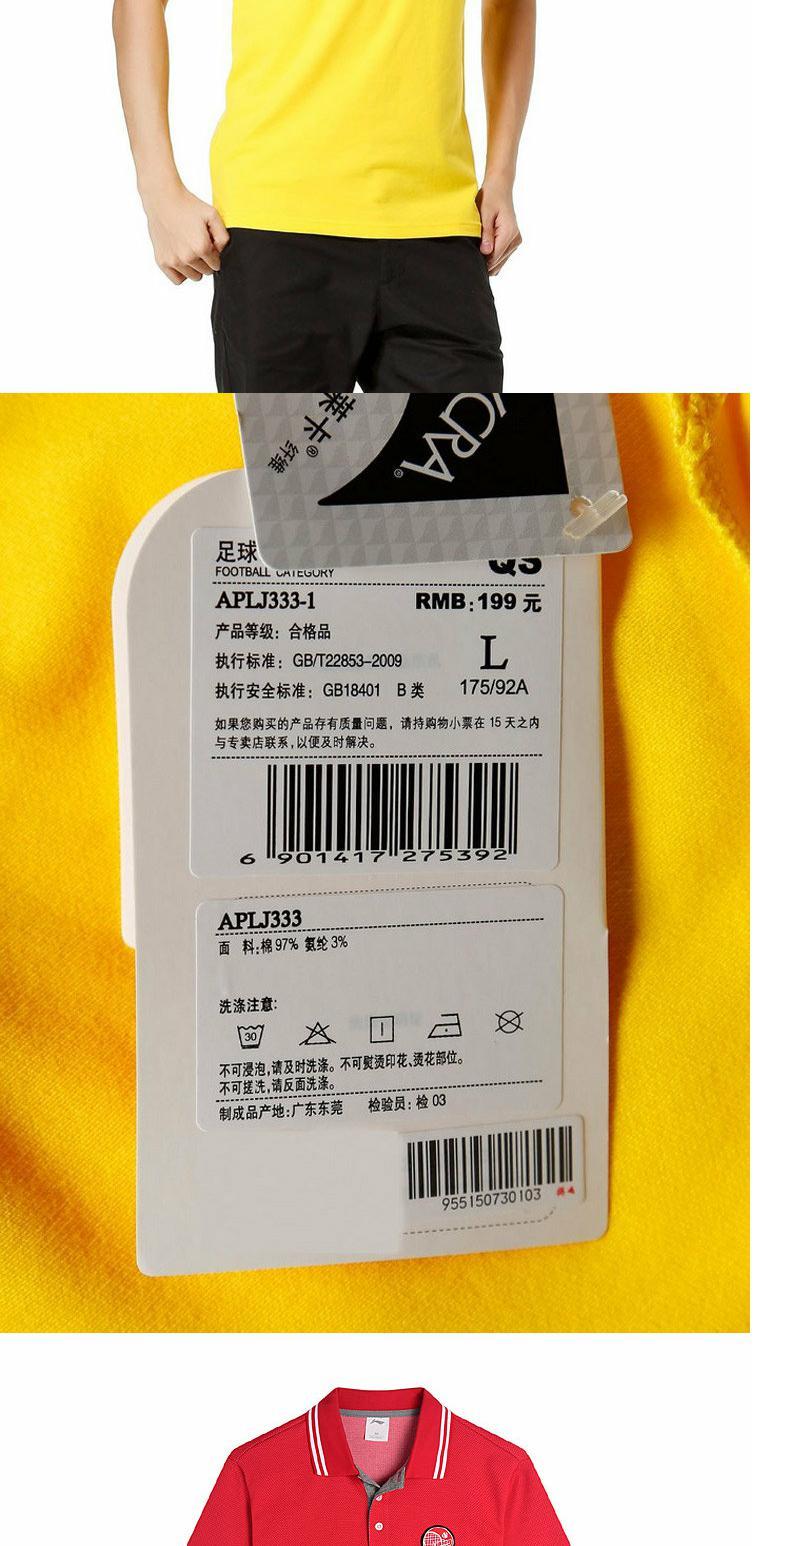 莱卡®纤维
足球
FOOTBALL CATEGORY
QS
APLJ333-1 RMB:199 元
产品等级: 合格品
执行标准: GB/T22853-2009
L
执行安全标准: GB18401 B 类
175/92A
如果您购买的产品存有质量问题, 请持购物小票在 15 天之内
与专卖店联系,以便及时解决。
6 901417 275392
APLJ333
面 料:棉97% 氨纶3%
洗涤注意:
30
不可浸泡,请及时洗涤。不可熨烫印花、烫花部位。
不可搓洗,请反面洗涤。
制成品产地:广东东莞 检验员: 检 03
955150730103